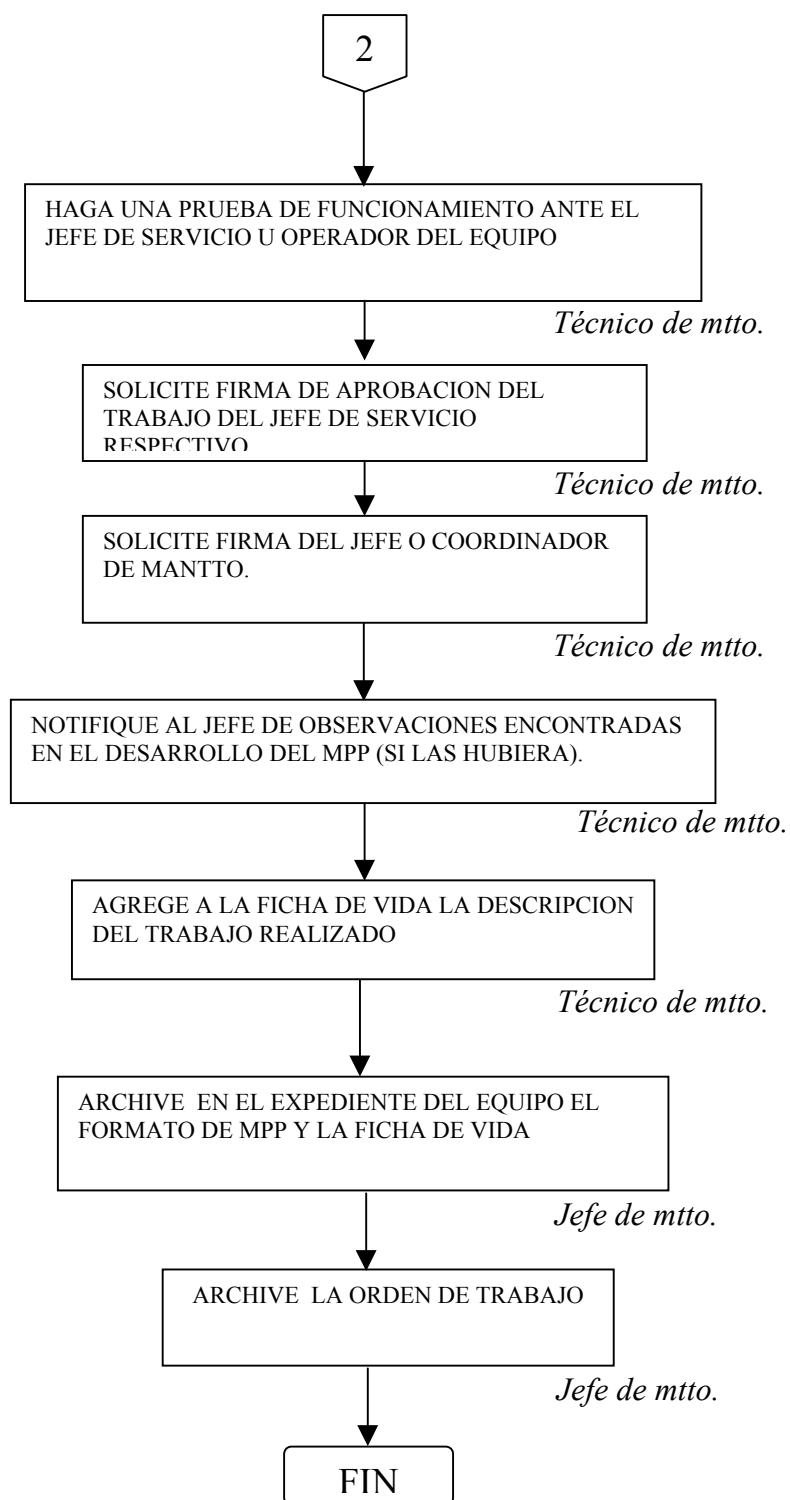 2
HAGA UNA PRUEBA DE FUNCIONAMIENTO ANTE EL
JEFE DE SERVICIO U OPERADOR DEL EQUIPO
Técnico de mtto.
SOLICITE FIRMA DE APROBACION DEL
TRABAJO DEL JEFE DE SERVICIO
RESPECTIVO
Técnico de mtto.
SOLICITE FIRMA DEL JEFE O COORDINADOR
DE MANTTO.
Técnico de mtto.
NOTIFIQUE AL JEFE DE OBSERVACIONES ENCONTRADAS
EN EL DESARROLLO DEL MPP (SI LAS HUBIERA).
Técnico de mtto.
AGREGE A LA FICHA DE VIDA LA DESCRIPCION
DEL TRABAJO REALIZADO
Técnico de mtto.
ARCHIVE EN EL EXPEDIENTE DEL EQUIPO EL
FORMATO DE MPP Y LA FICHA DE VIDA
Jefe de mtto.
ARCHIVE LA ORDEN DE TRABAJO
Jefe de mtto.
FIN